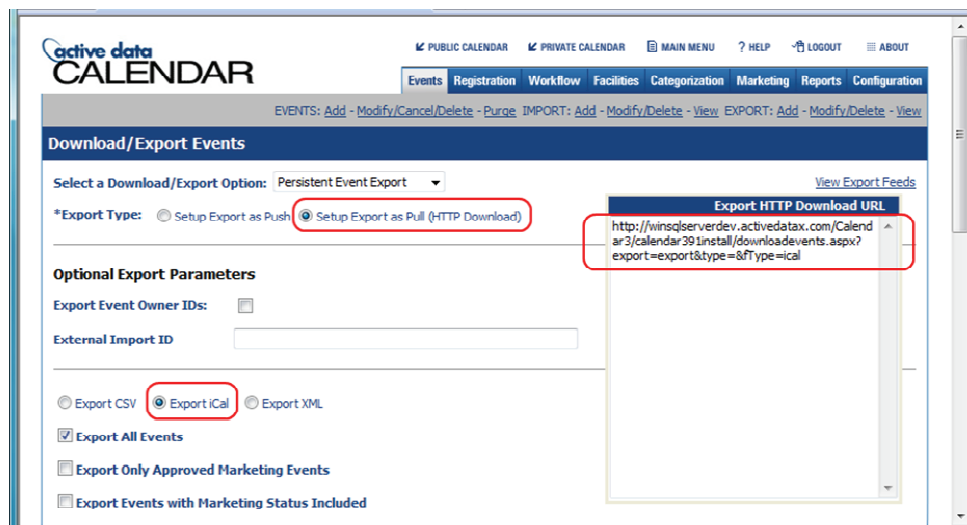 active data
CALENDAR
PUBLIC CALENDAR PRIVATE CALENDAR MAIN MENU ? HELP LOGOUT ABOUT
Events Registration Workflow Facilities Categorization Marketing Reports Configuration
EVENTS: Add - Modify/Cancel/Delete - Purge IMPORT: Add - Modify/Delete - View EXPORT: Add - Modify/Delete - View
Download/Export Events
Select a Download/Export Option: Persistent Event Export
View Export Feeds
*Export Type: Setup Export as Push Setup Export as Pull (HTTP Download)
Export HTTP Download URL
http://winsqlserverdev.activedatax.com/Calend
ar3/calendar391install/downloadevents.aspx?
export=export&type=&fType=ical
Optional Export Parameters
Export Event Owner IDs:
External Import ID
Export CSV Export iCal Export XML
Export All Events
Export Only Approved Marketing Events
Export Events with Marketing Status Included